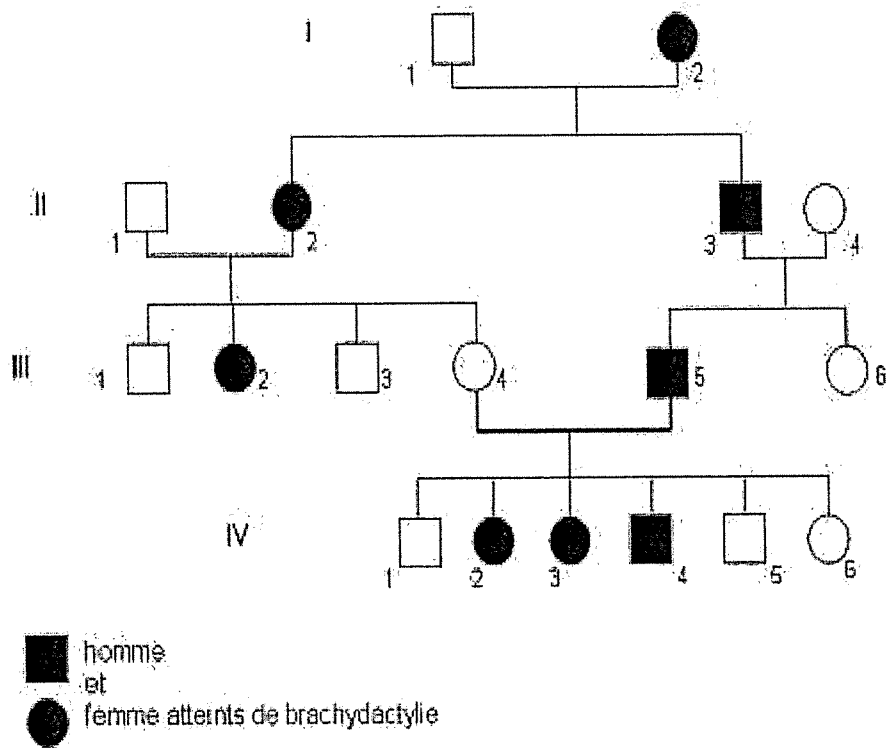 I
1 2
II
1 2 3 4
III
1 2 3 4 5 6
IV
1 2 3 4 5 6
homme
et
femme atteints de brachydactylie